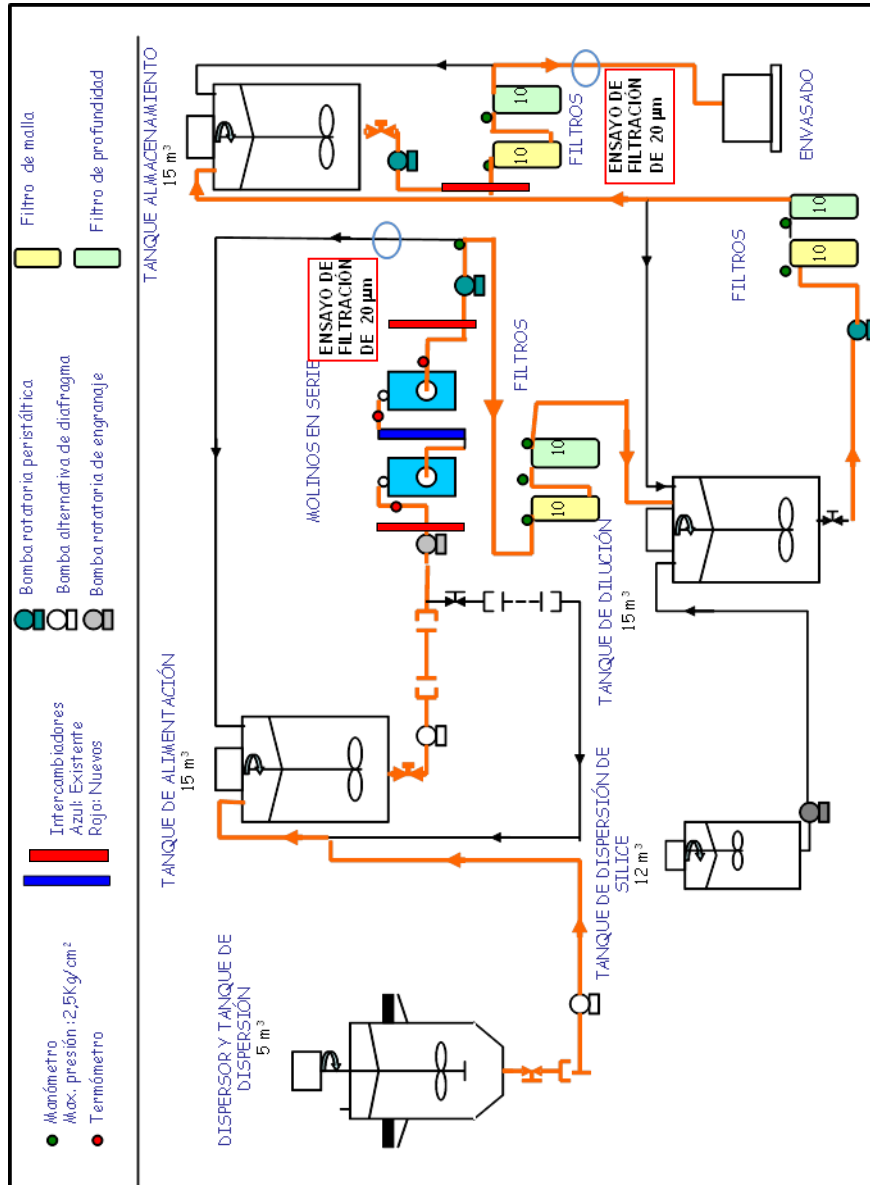 Manómetro
Max. presión :2,5Kg/cm²
Termómetro
Intercambiadores
Azul: Existente
Rojo: Nuevos
Bomba rotatoria peristáltica
Bomba alternativa de diafragma
Bomba rotatoria de engranaje
Filtro de malla
Filtro de profundidad
DISPERSOR Y TANQUE DE
DISPERSIÓN
5 m³
TANQUE DE ALIMENTACIÓN
15 m³
MOLINOS EN SERIE
ENSAYO DE
FILTRACIÓN
DE 20 µm
TANQUE ALMACENAMIENTO
15 m³
FILTROS
10
10
ENSAYO DE
FILTRACIÓN
DE 20 µm
ENVASADO
FILTROS
10
10
TANQUE DE DISPERSIÓN DE
SILICE
12 m³
TANQUE DE DILUCIÓN
15 m³
FILTROS
10
10